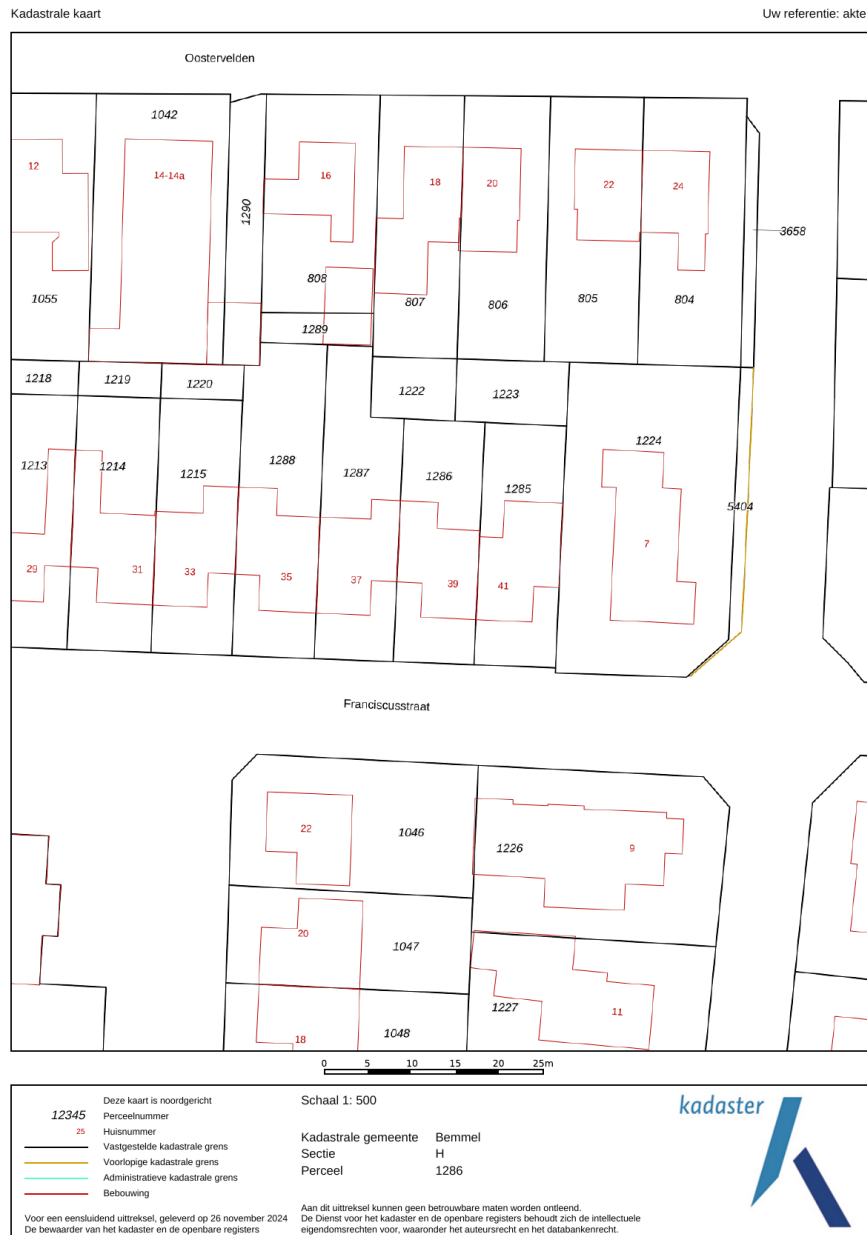 Kadastrale kaart
Uw referentie: akte
Oostervelden
1042
12
14-14a
16
18
20
22
24
1290
3658
808
1055
807
806
805
804
1289
1218
1219
1220
1222
1223
1224
1213
1214
1215
1288
1287
1286
1285
5404
7
29
31
33
35
37
39
41
Franciscusstraat
22
1046
1226
9
20
1047
1227
11
18
1048
0 5 10 15 20 25m
Deze kaart is noordgericht
12345 Perceelnummer
25 Huisnummer
Vastgestelde kadastrale grens
Voorlopige kadastrale grens
Administratieve kadastrale grens
Bebouwing
Voor een eensluidend uittreksel, geleverd op 26 november 2024
De bewaarder van het kadaster en de openbare registers
Schaal 1: 500
Kadastrale gemeente Bemmel
Sectie H
Perceel 1286
Aan dit uittreksel kunnen geen betrouwbare maten worden ontleend.
De Dienst voor het kadaster en de openbare registers behoudt zich de intellectuele
eigendomsrechten voor, waaronder het auteursrecht en het databankenrecht.
kadaster